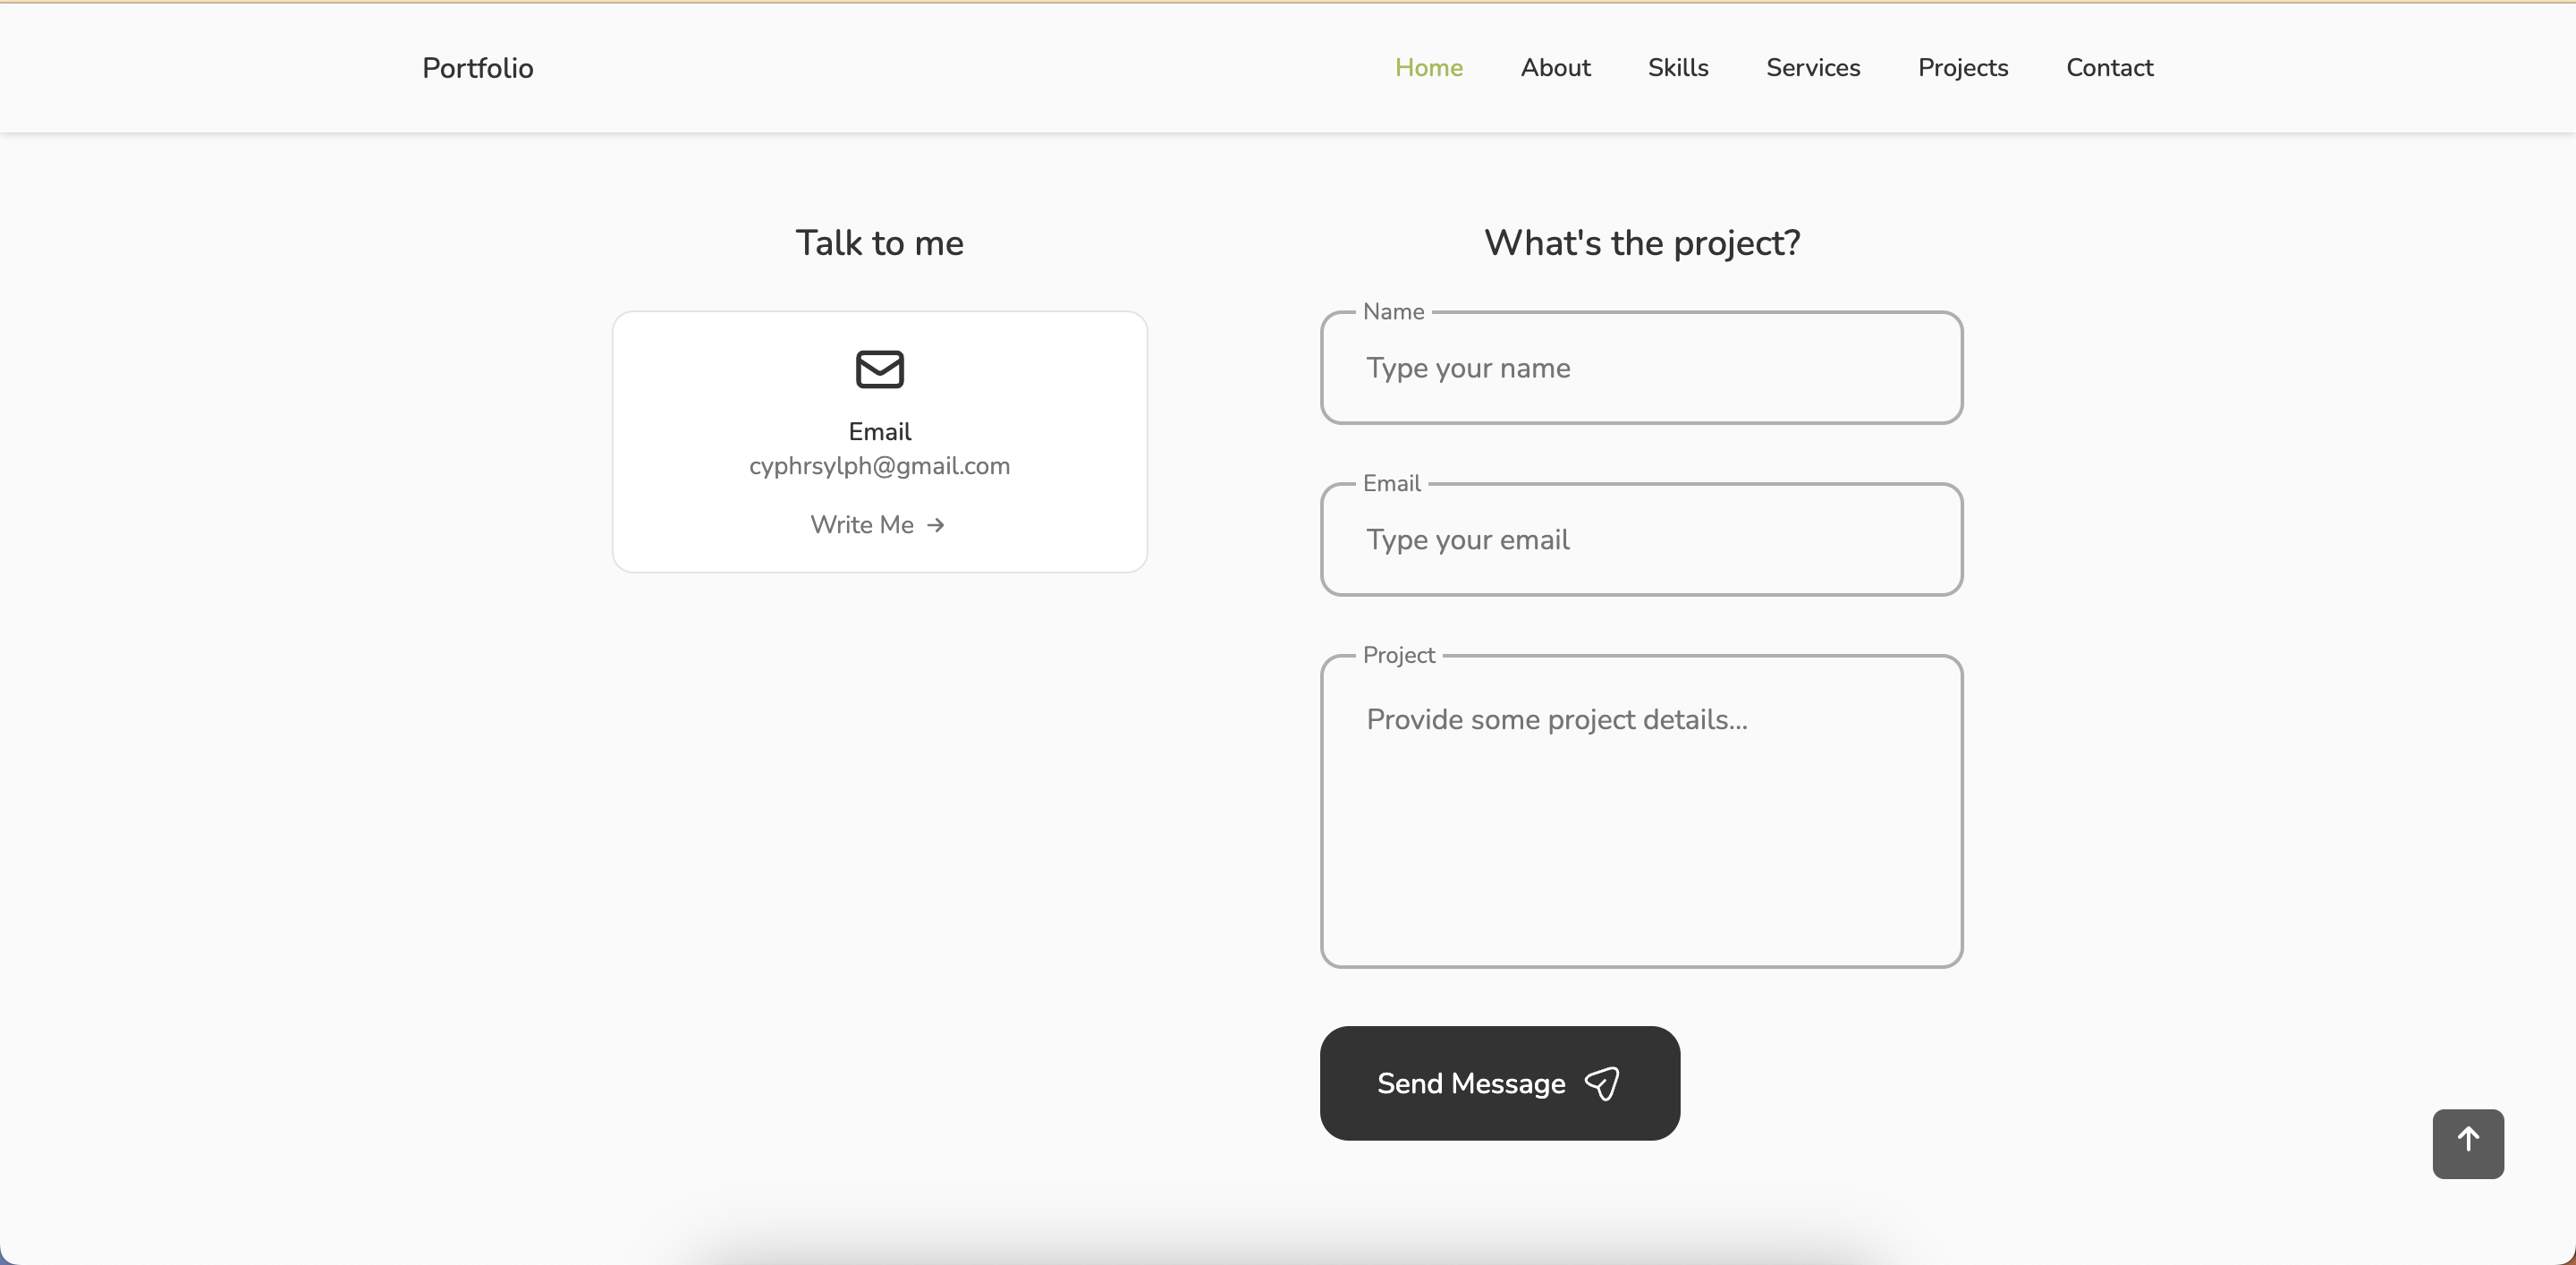 Portfolio
Home About Skills Services Projects Contact
Talk to me
Email
cyphrsylph@gmail.com
Write Me →
What's the project?
Name
Type your name
Email
Type your email
Project
Provide some project details...
Send Message